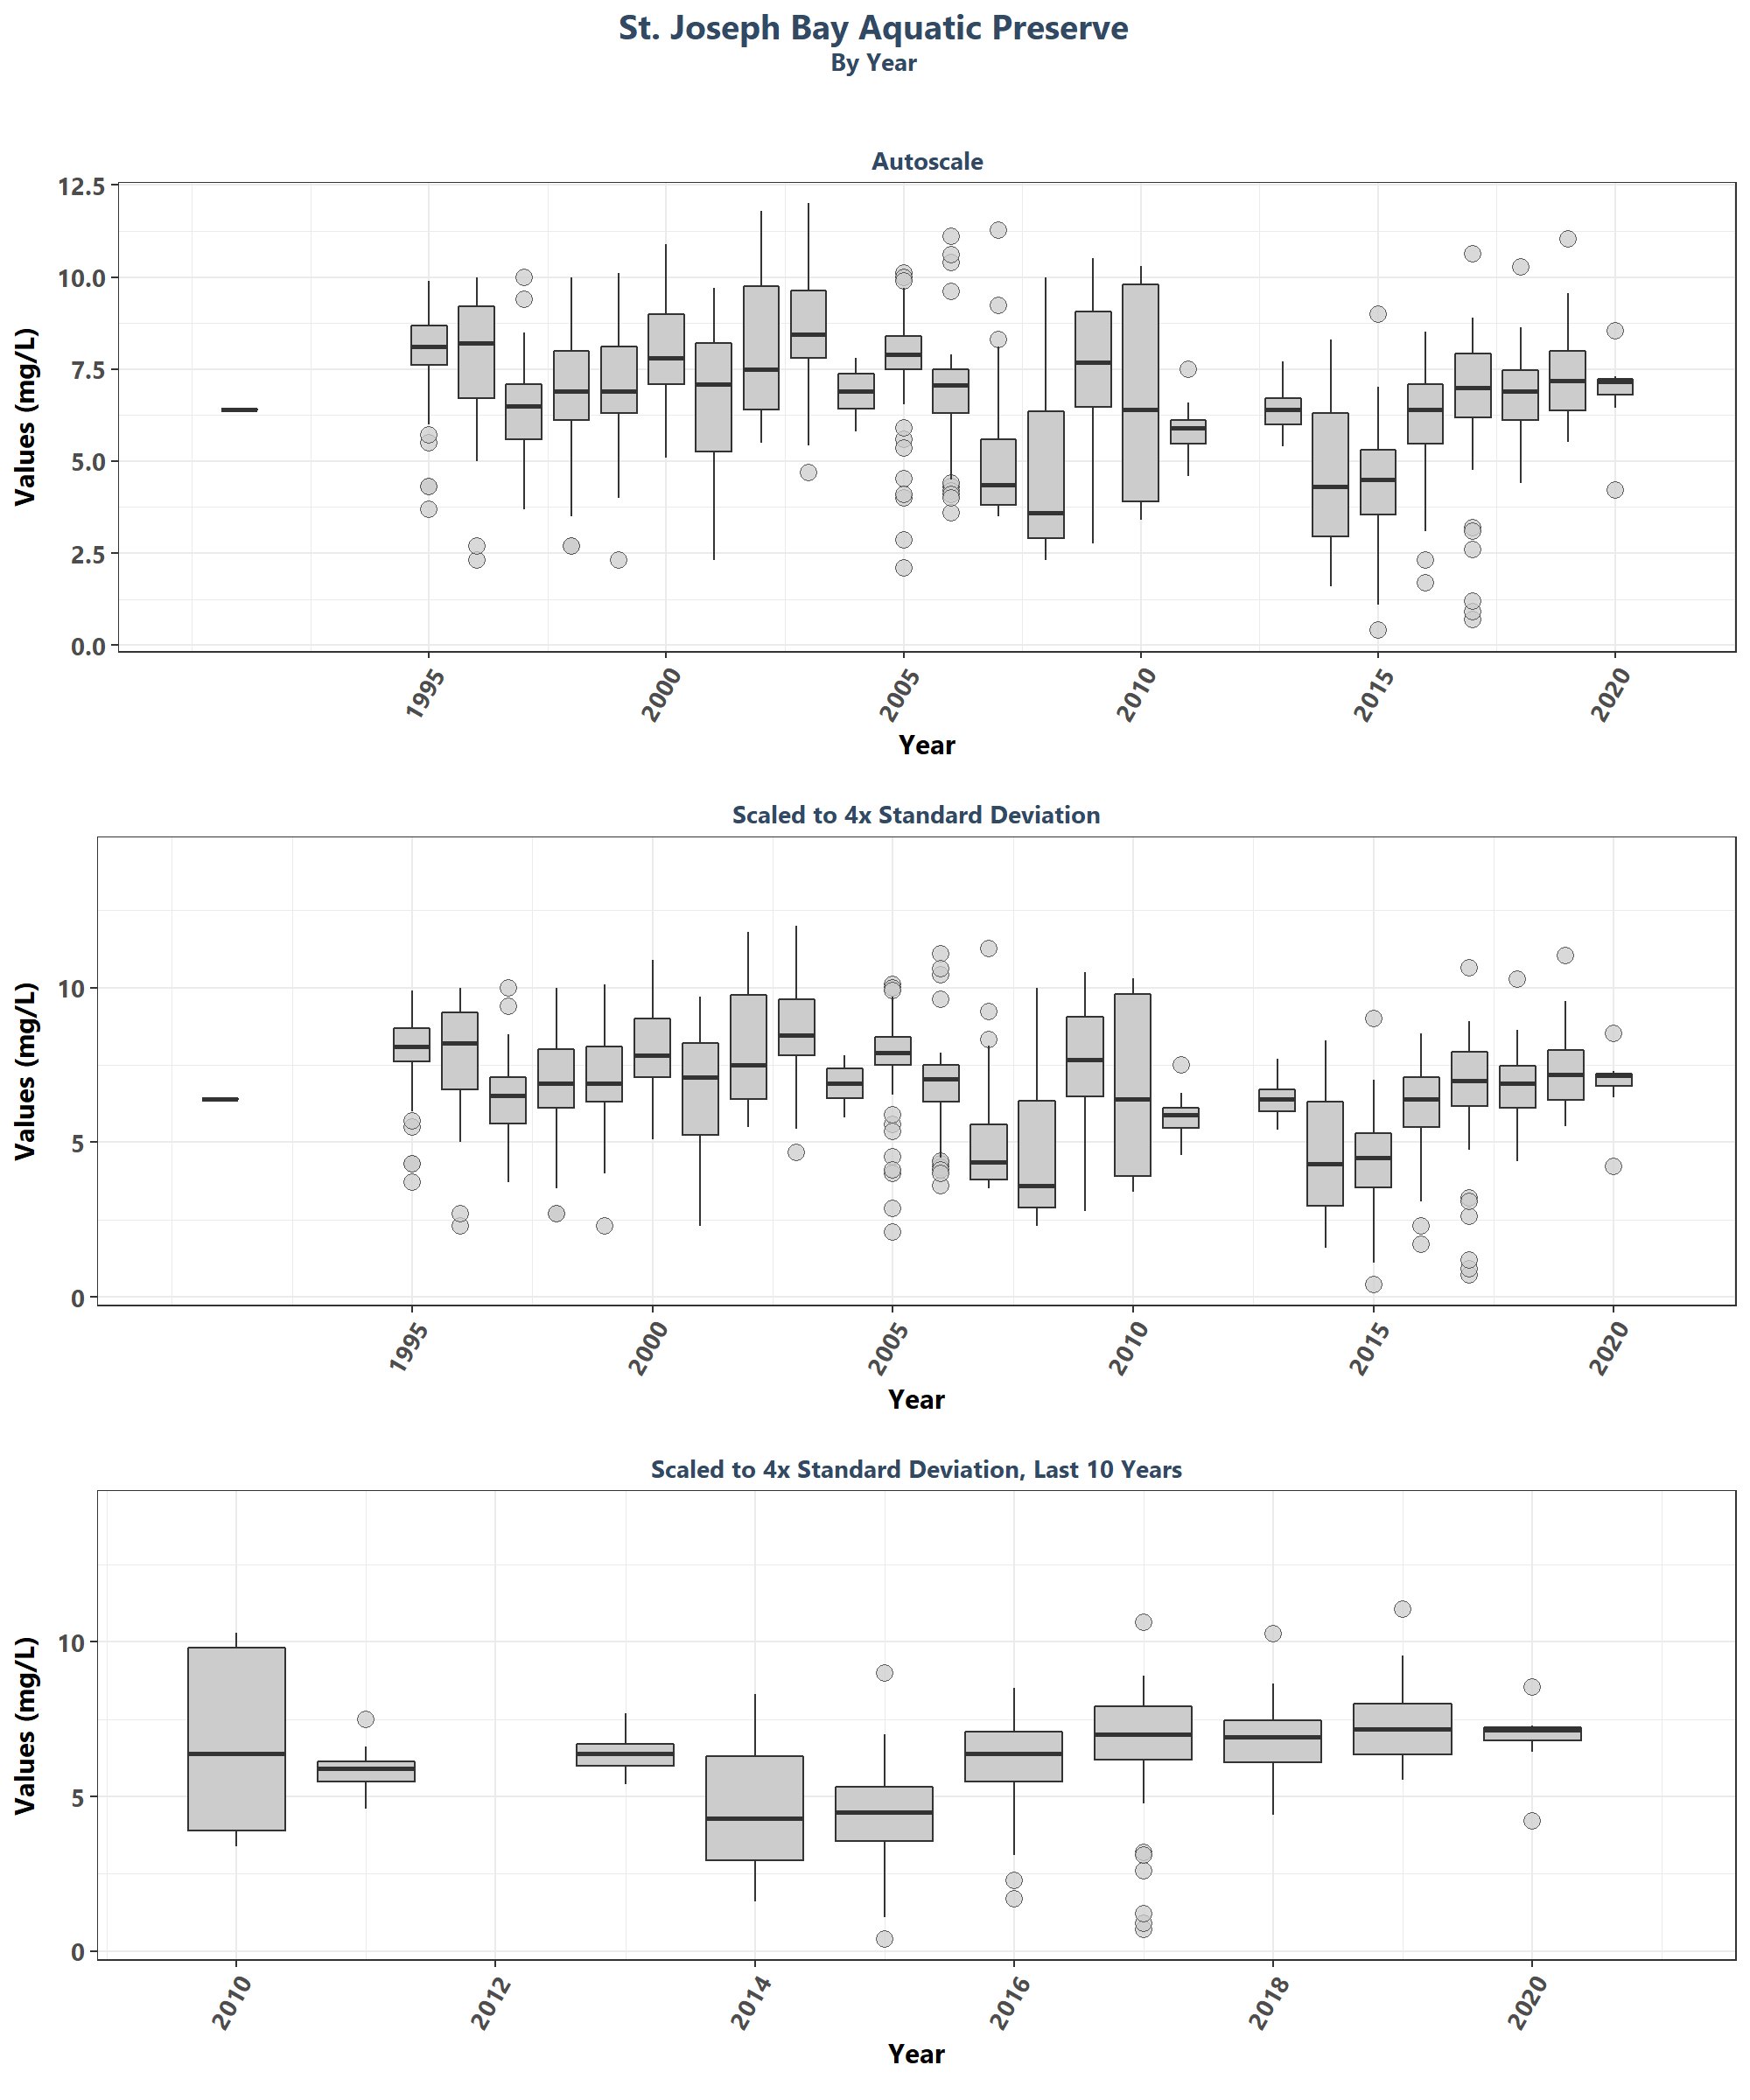 St. Joseph Bay Aquatic Preserve
By Year
Autoscale
Values (mg/L)
12.5
10.0
7.5
5.0
2.5
0.0
1995 2000 2005 2010 2015 2020
Year
Scaled to 4x Standard Deviation
Values (mg/L)
10
5
0
1995 2000 2005 2010 2015 2020
Year
Scaled to 4x Standard Deviation, Last 10 Years
Values (mg/L)
10
5
0
2010 2012 2014 2016 2018 2020
Year